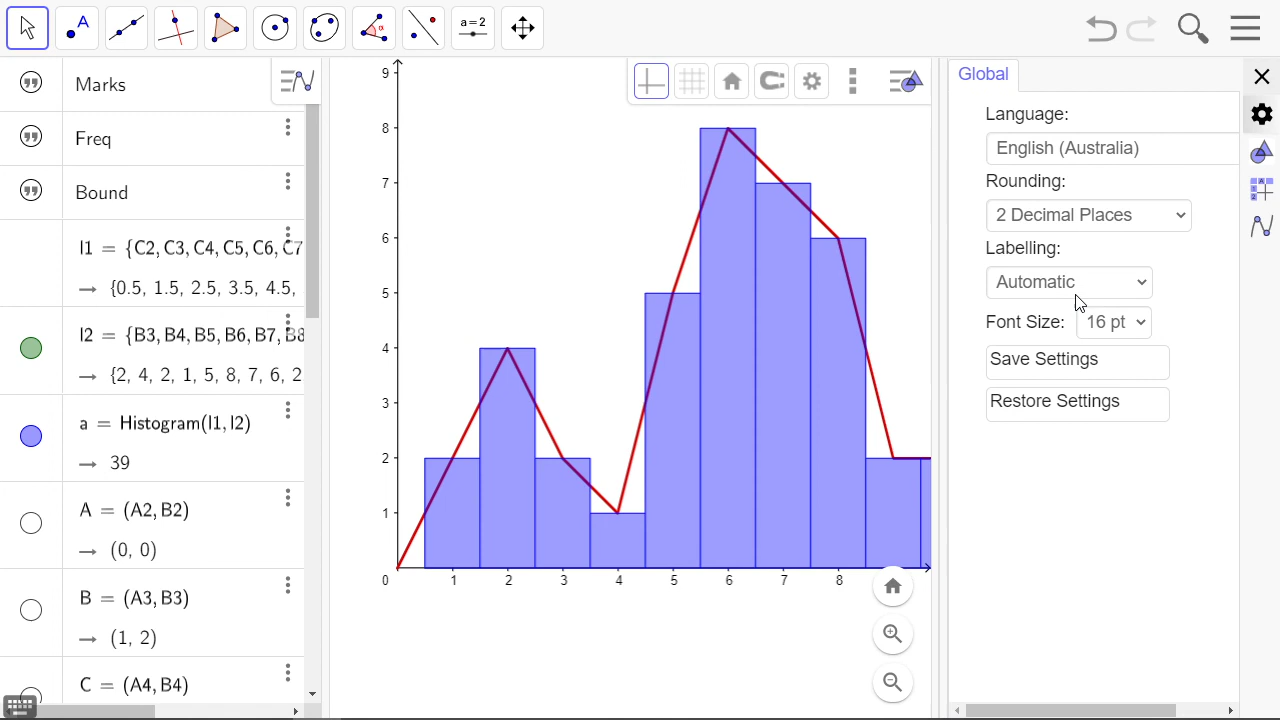 a=2
Marks
Freq
Bound
l1 = {C2, C3, C4, C5, C6, C7
→ {0.5, 1.5, 2.5, 3.5, 4.5,
l2 = {B3, B4, B5, B6, B7, B8
→ {2, 4, 2, 1, 5, 8, 7, 6, 2
a = Histogram(l1, l2)
→ 39
A = (A2, B2)
→ (0, 0)
B = (A3, B3)
→ (1, 2)
C = (A4, B4)
9
8
7
6
5
4
3
2
1
0 1 2 3 4 5 6 7 8
Global
Language:
English (Australia)
Rounding:
2 Decimal Places
Labelling:
Automatic
Font Size: 16 pt
Save Settings
Restore Settings